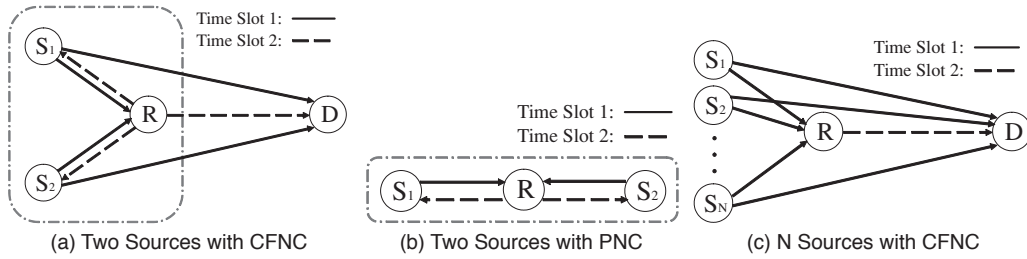 Time Slot 1:
Time Slot 2:
S1
R
D
S2
(a) Two Sources with CFNC
Time Slot 1:
Time Slot 2:
S1
R
S2
(b) Two Sources with PNC
Time Slot 1:
Time Slot 2:
S1
S2
R
D
SN
(c) N Sources with CFNC